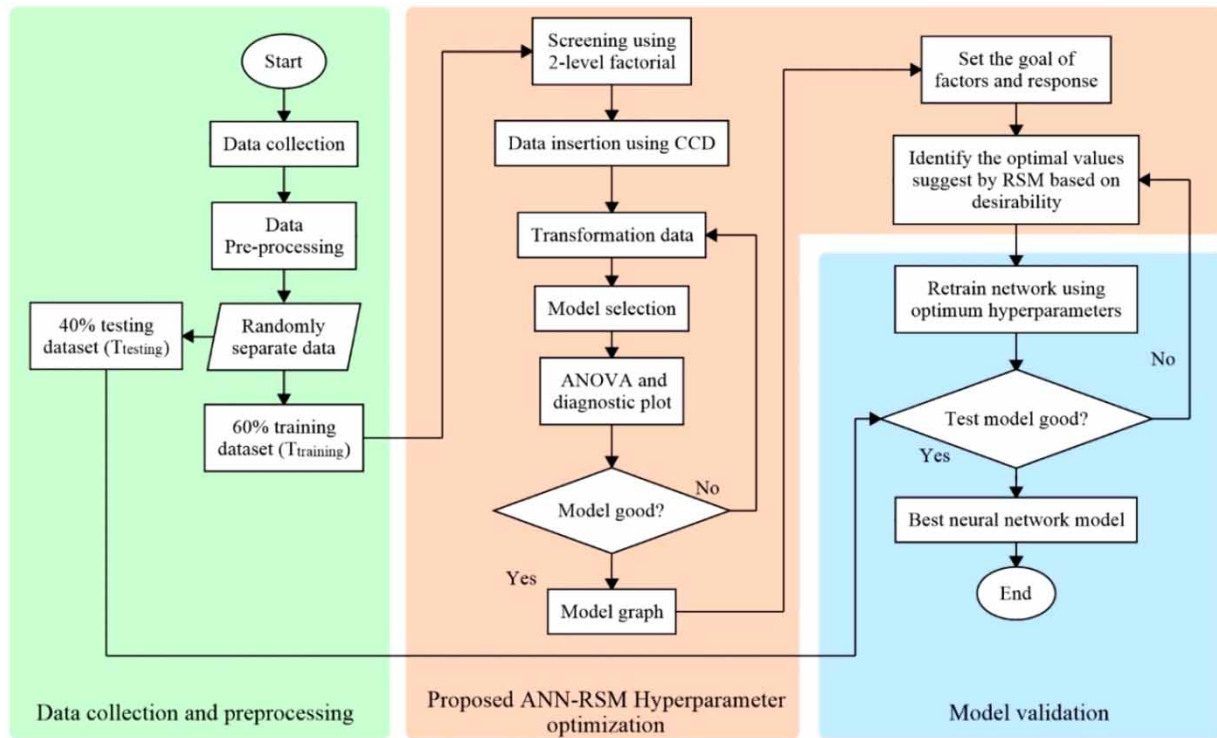 Start
Data collection
Data
Pre-processing
Randomly
separate data
40% testing
dataset (Ttesting)
60% training
dataset (Ttraining)
Data collection and preprocessing
Screening using
2-level factorial
Data insertion using CCD
Transformation data
Model selection
ANOVA and
diagnostic plot
Model good?
No
Yes
Model graph
Proposed ANN-RSM Hyperparameter
optimization
Set the goal of
factors and response
Identify the optimal values
suggest by RSM based on
desirability
Retrain network using
optimum hyperparameters
No
Test model good?
Yes
Best neural network model
End
Model validation